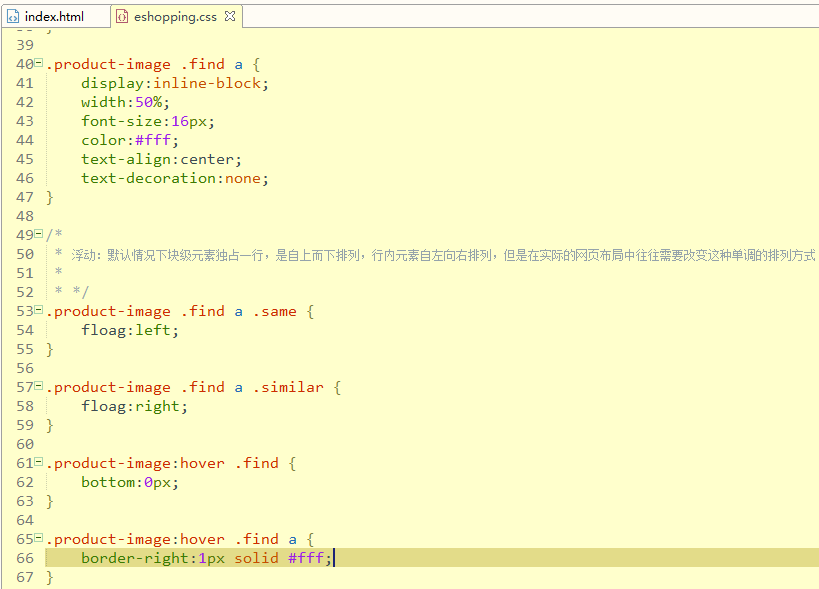 index.html
eshopping.css
39
40 .product-image .find a {
41 display:inline-block;
42 width:50%;
43 font-size:16px;
44 color:#fff;
45 text-align:center;
46 text-decoration:none;
47 }
48
49 /*
50 * 浮动：默认情况下块级元素独占一行，是自上而下排列，行内元素自左向右排列，但是在实际的网页布局中往往需要改变这种单调的排列方式
51 *
52 * */
53 .product-image .find a .same {
54 floag:left;
55 }
56
57 .product-image .find a .similar {
58 floag:right;
59 }
60
61 .product-image:hover .find {
62 bottom:0px;
63 }
64
65 .product-image:hover .find a {
66 border-right:1px solid #fff;
67 }